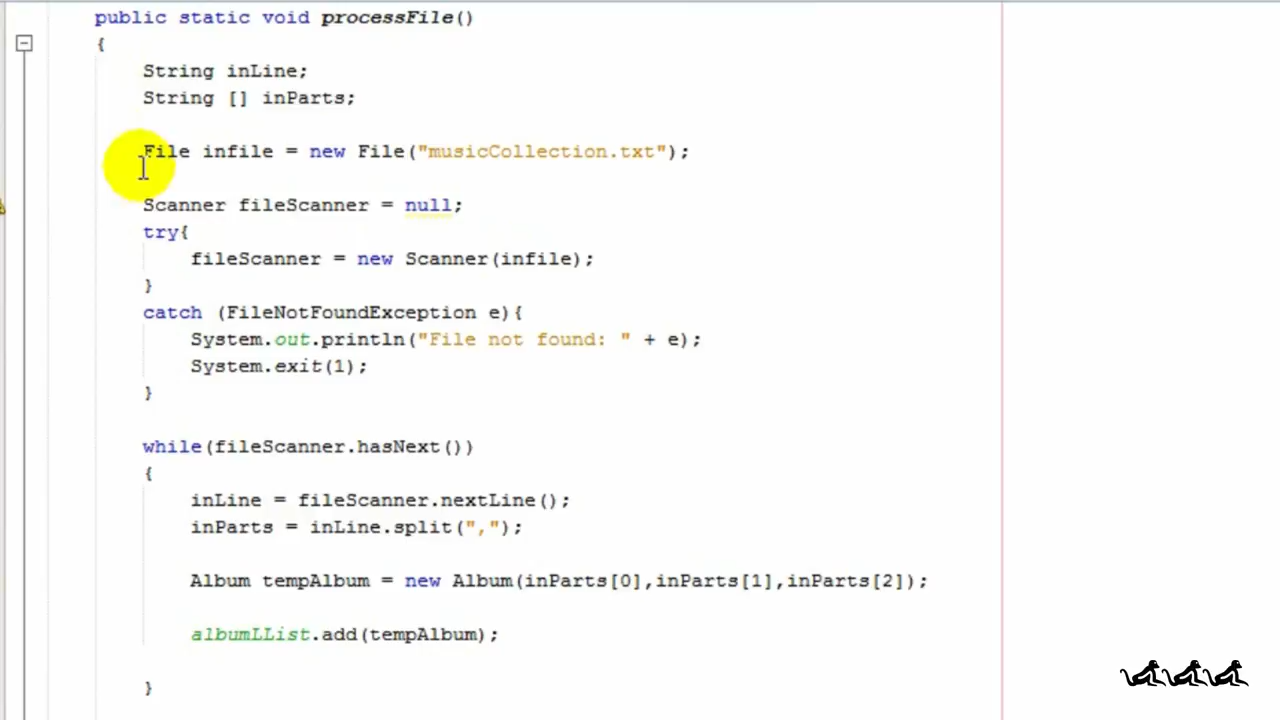 public static void processFile()
{
String inLine;
String [] inParts;
File infile = new File("musicCollection.txt");
Scanner fileScanner = null;
try{
fileScanner = new Scanner(infile);
}
catch (FileNotFoundException e){
System.out.println("File not found: " + e);
System.exit(1);
}
while(fileScanner.hasNext())
{
inLine = fileScanner.nextLine();
inParts = inLine.split(",");
Album tempAlbum = new Album(inParts[0],inParts[1],inParts[2]);
albumLList.add(tempAlbum);
}